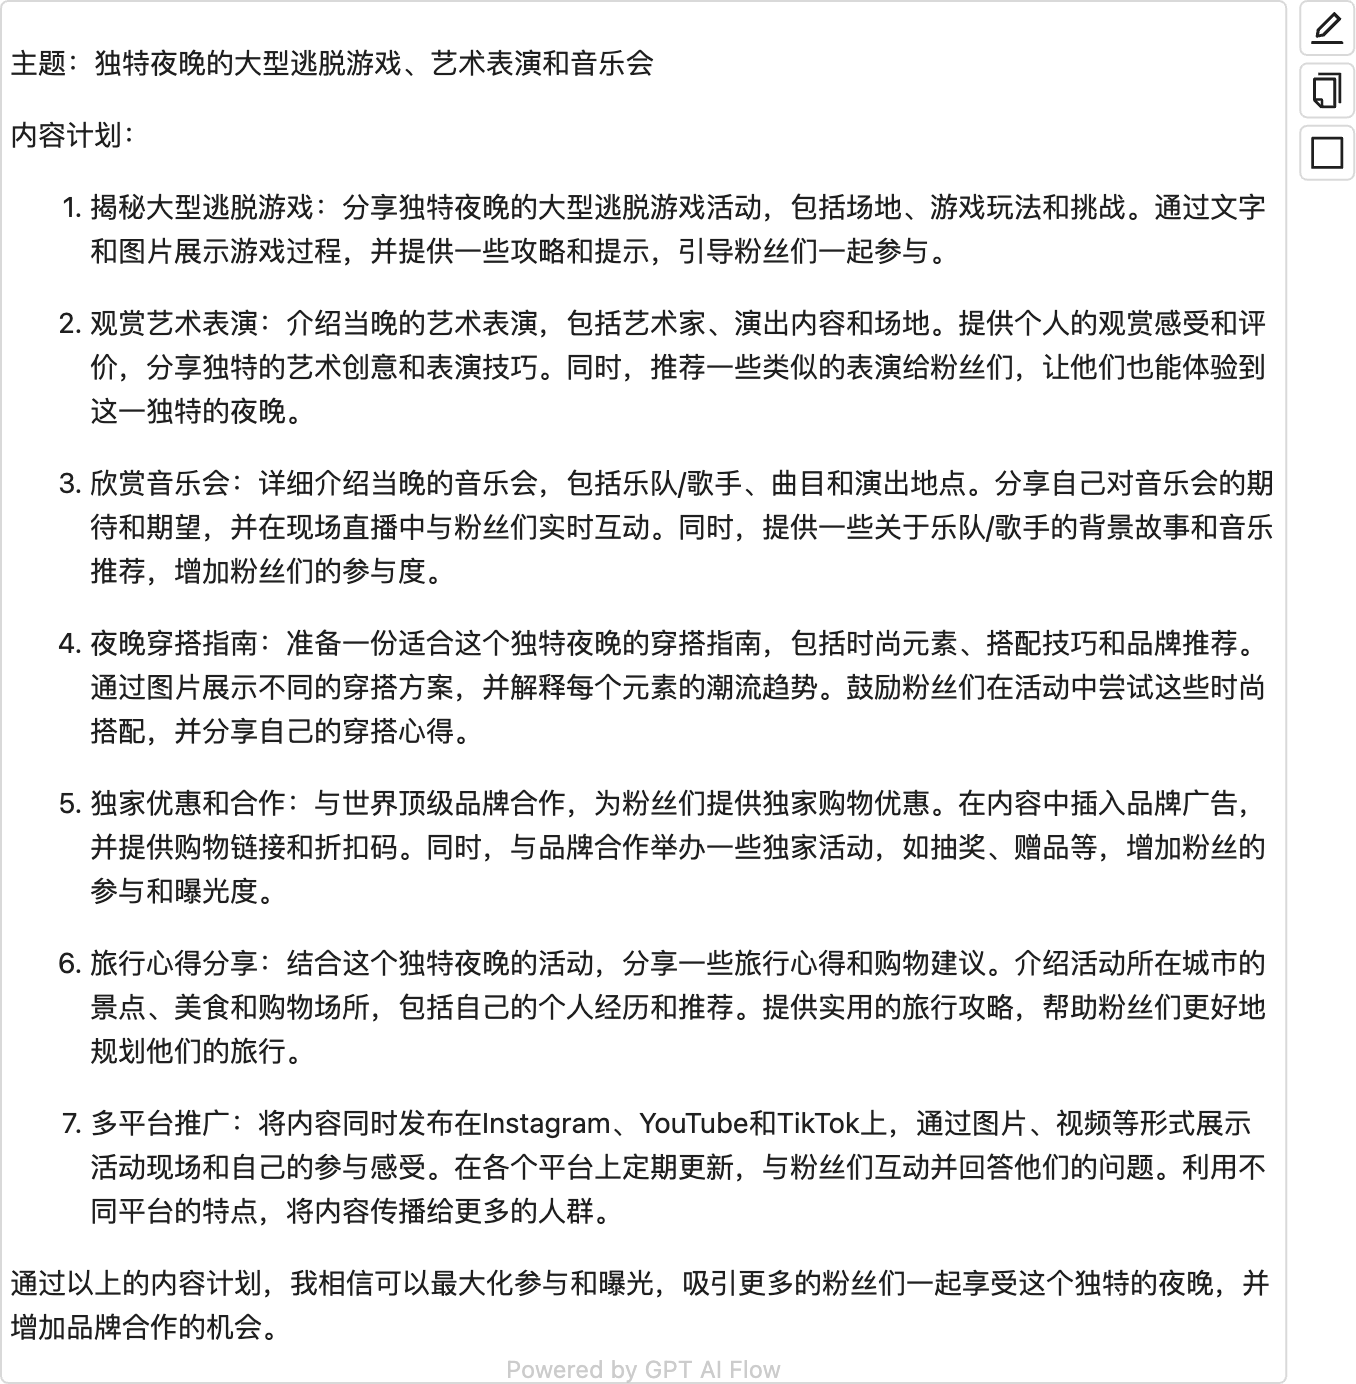 主题：独特夜晚的大型逃脱游戏、艺术表演和音乐会
内容计划：
1. 揭秘大型逃脱游戏：分享独特夜晚的大型逃脱游戏活动，包括场地、游戏玩法和挑战。通过文字
和图片展示游戏过程，并提供一些攻略和提示，引导粉丝们一起参与。
2. 观赏艺术表演：介绍当晚的艺术表演，包括艺术家、演出内容和场地。提供个人的观赏感受和评
价，分享独特的艺术创意和表演技巧。同时，推荐一些类似的表演给粉丝们，让他们也能体验到
这一独特的夜晚。
3. 欣赏音乐会：详细介绍当晚的音乐会，包括乐队/歌手、曲目和演出地点。分享自己对音乐会的期
待和期望，并在现场直播中与粉丝们实时互动。同时，提供一些关于乐队/歌手的背景故事和音乐
推荐，增加粉丝们的参与度。
4. 夜晚穿搭指南：准备一份适合这个独特夜晚的穿搭指南，包括时尚元素、搭配技巧和品牌推荐。
通过图片展示不同的穿搭方案，并解释每个元素的潮流趋势。鼓励粉丝们在活动中尝试这些时尚
搭配，并分享自己的穿搭心得。
5. 独家优惠和合作：与世界顶级品牌合作，为粉丝们提供独家购物优惠。在内容中插入品牌广告，
并提供购物链接和折扣码。同时，与品牌合作举办一些独家活动，如抽奖、赠品等，增加粉丝的
参与和曝光度。
6. 旅行心得分享：结合这个独特夜晚的活动，分享一些旅行心得和购物建议。介绍活动所在城市的
景点、美食和购物场所，包括自己的个人经历和推荐。提供实用的旅行攻略，帮助粉丝们更好地
规划他们的旅行。
7. 多平台推广：将内容同时发布在Instagram、YouTube和TikTok上，通过图片、视频等形式展示
活动现场和自己的参与感受。在各个平台上定期更新，与粉丝们互动并回答他们的问题。利用不
同平台的特点，将内容传播给更多的人群。
通过以上的内容计划，我相信可以最大化参与和曝光，吸引更多的粉丝们一起享受这个独特的夜晚，并
增加品牌合作的机会。
Powered by GPT AI Flow